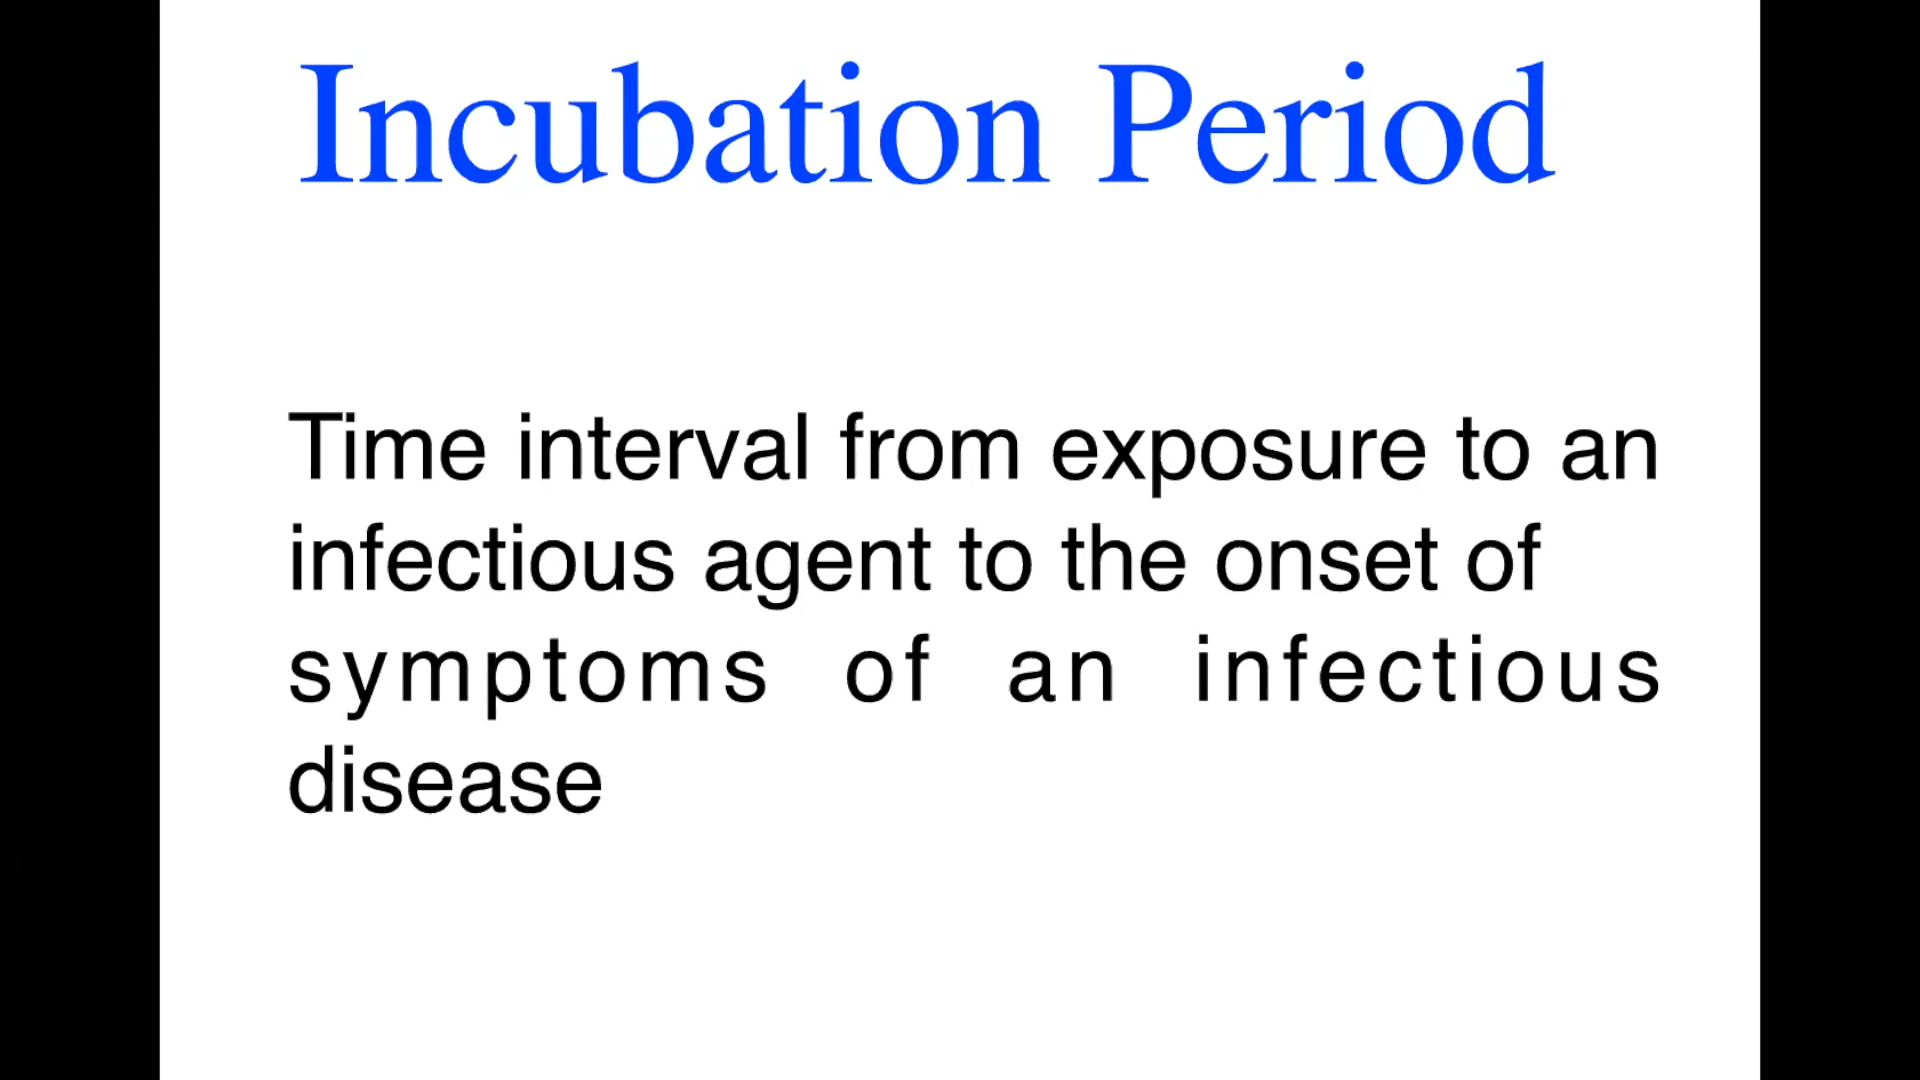 Incubation Period
Time interval from exposure to an
infectious agent to the onset of
symptoms of an infectious
disease